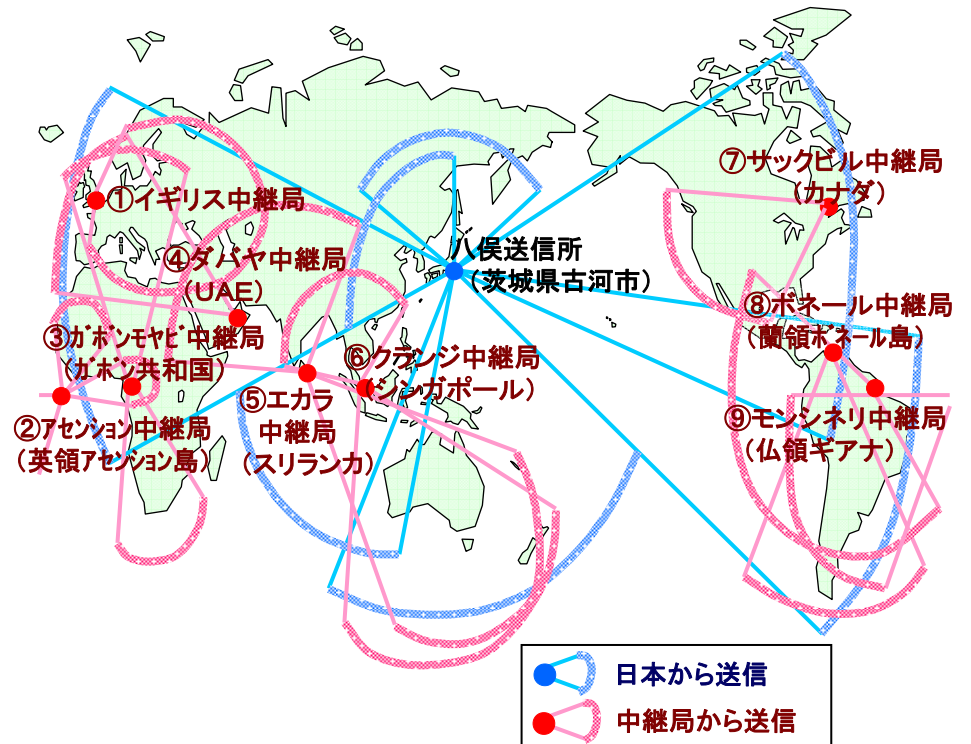 ①イギリス中継局
⑦サックビル中継局
(カナダ)
八俣送信所
(茨城県古河市)
④ダバヤ中継局
(UAE)
⑧ボネール中継局
(蘭領ボネール島)
③ガボンモヤビ中継局
(ガボン共和国)
⑥クランジ中継局
(シンガポール)
②アセンション中継局
(英領アセンション島)
⑤エカラ
中継局
(スリランカ)
⑨モンシネリ中継局
(仏領ギアナ)
日本から送信
中継局から送信